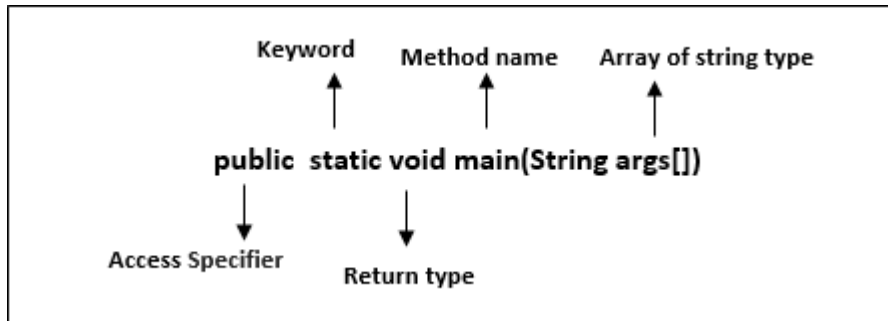 Keyword Method name Array of string type
public static void main(String args[])
Access Specifier
Return type